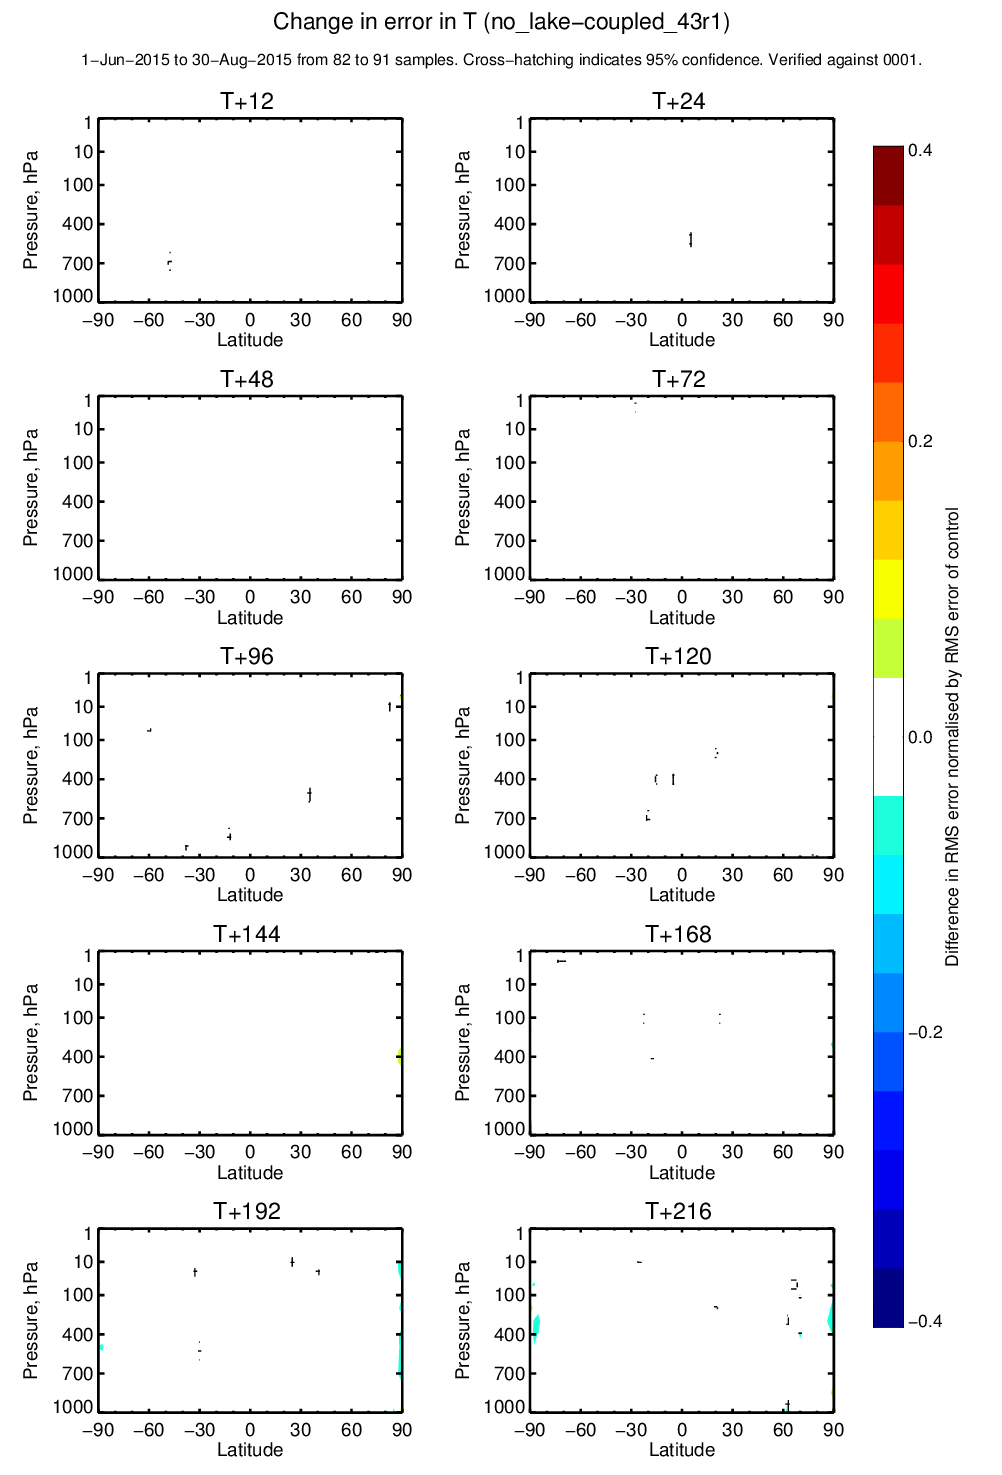 Change in error in T (no_lake−coupled_43r1)
1−Jun−2015 to 30−Aug−2015 from 82 to 91 samples. Cross−hatching indicates 95% confidence. Verified against 0001.
T+12
1
10
100
400
700
1000
Pressure, hPa
−90 −60 −30 0 30 60 90
Latitude
T+24
1
10
100
400
700
1000
Pressure, hPa
−90 −60 −30 0 30 60 90
Latitude
T+48
1
10
100
400
700
1000
Pressure, hPa
−90 −60 −30 0 30 60 90
Latitude
T+72
1
10
100
400
700
1000
Pressure, hPa
−90 −60 −30 0 30 60 90
Latitude
T+96
1
10
100
400
700
1000
Pressure, hPa
−90 −60 −30 0 30 60 90
Latitude
T+120
1
10
100
400
700
1000
Pressure, hPa
−90 −60 −30 0 30 60 90
Latitude
T+144
1
10
100
400
700
1000
Pressure, hPa
−90 −60 −30 0 30 60 90
Latitude
T+168
1
10
100
400
700
1000
Pressure, hPa
−90 −60 −30 0 30 60 90
Latitude
T+192
1
10
100
400
700
1000
Pressure, hPa
−90 −60 −30 0 30 60 90
Latitude
T+216
1
10
100
400
700
1000
Pressure, hPa
−90 −60 −30 0 30 60 90
Latitude
0.4
0.2
0.0
−0.2
−0.4
Difference in RMS error normalised by RMS error of control